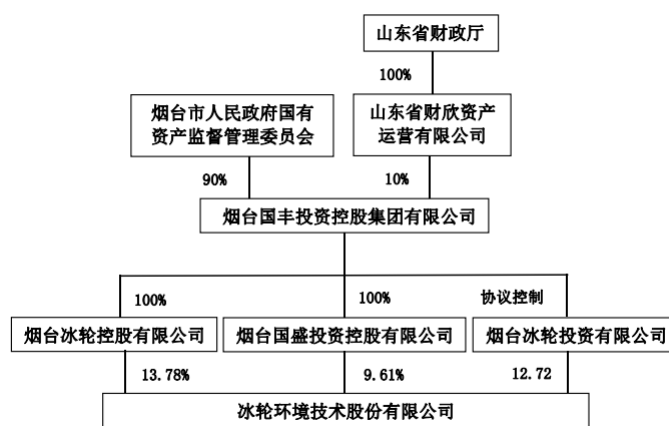 山东省财政厅
100%
烟台市人民政府国有
资产监督管理委员会
山东省财欣资产
运营有限公司
90%
10%
烟台国丰投资控股集团有限公司
100%
100%
协议控制
烟台冰轮控股有限公司
烟台国盛投资控股有限公司
烟台冰轮投资有限公司
13.78%
9.61%
12.72
冰轮环境技术股份有限公司